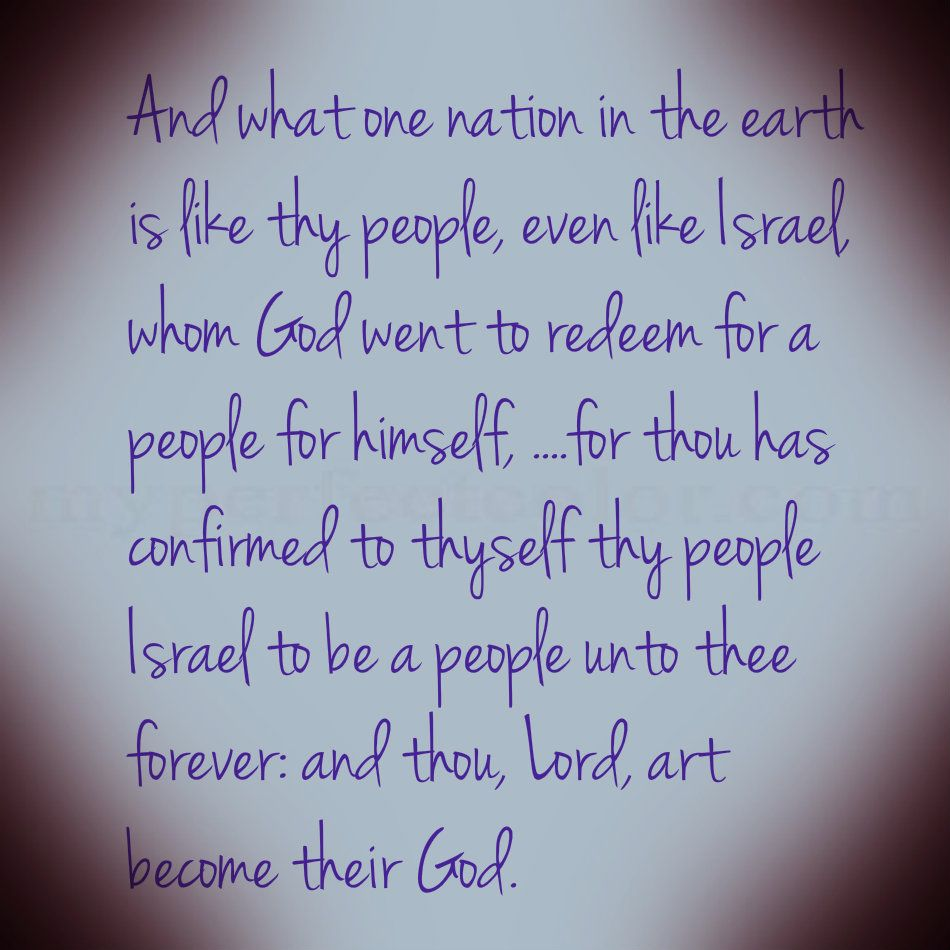 And what one nation in the earth
is like thy people, even like Israel,
whom God went to redeem for a
people for himself, ....for thou has
myperfectcolor.com
confirmed to thyself thy people
Israel to be a people unto thee
forever: and thou, Lord, art
become their God.